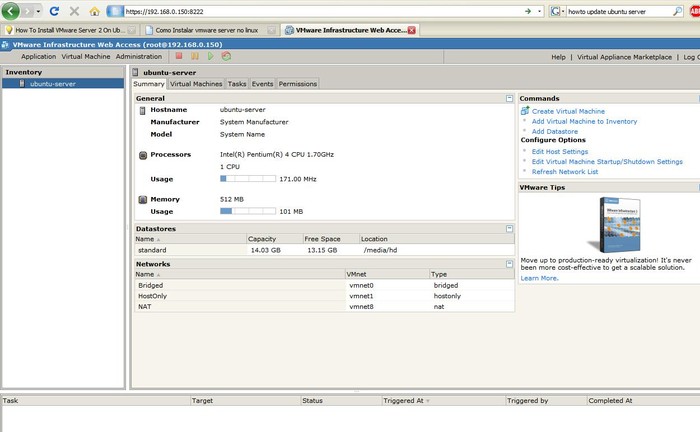 https://192.168.0.150:8222
howto update ubuntu server
How To Install VMware Server 2 On Ub...
Como Instalar vmware server no linux
VMware Infrastructure Web Acce...
VMware Infrastructure Web Access (root@192.168.0.150)
Application Virtual Machine Administration
Help | Virtual Appliance Marketplace | Log
Inventory
ubuntu-server
ubuntu-server
Summary Virtual Machines Tasks Events Permissions
General
Hostname ubuntu-server
Manufacturer System Manufacturer
Model System Name
Processors Intel(R) Pentium(R) 4 CPU 1.70GHz
1 CPU
Usage 171.00 MHz
Memory 512 MB
Usage 101 MB
Datastores
Name Capacity Free Space Location
standard 14.03 GB 13.15 GB /media/hd
Networks
Name VMnet Type
Bridged vmnet0 bridged
HostOnly vmnet1 hostonly
NAT vmnet8 nat
Commands
Create Virtual Machine
Add Virtual Machine to Inventory
Add Datastore
Configure Options
Edit Host Settings
Edit Virtual Machine Startup/Shutdown Settings
Refresh Network List
VMware Tips
Move up to production-ready virtualization! It's never
been more cost-effective to get a scalable solution.
Learn More.
Task Target Status Triggered At Triggered by Completed At